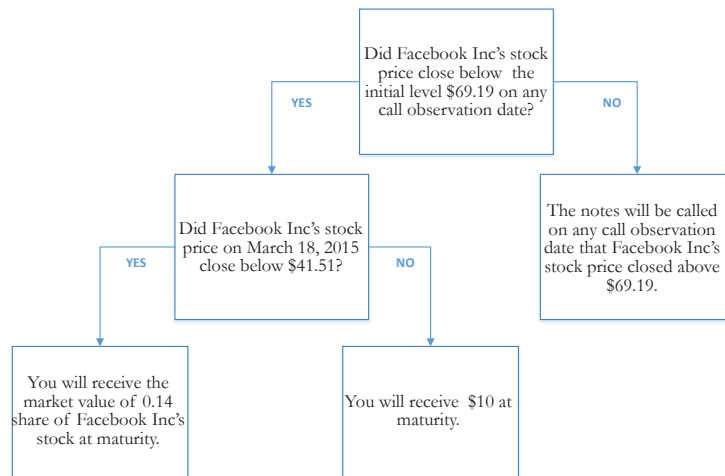 Did Facebook Inc's stock
price close below the
initial level $69.19 on any
call observation date?
YES
NO
Did Facebook Inc's stock
price on March 18, 2015
close below $41.51?
The notes will be called
on any call observation
date that Facebook Inc's
stock price closed above
$69.19.
YES
NO
You will receive the
market value of 0.14
share of Facebook Inc's
stock at maturity.
You will receive $10 at
maturity.